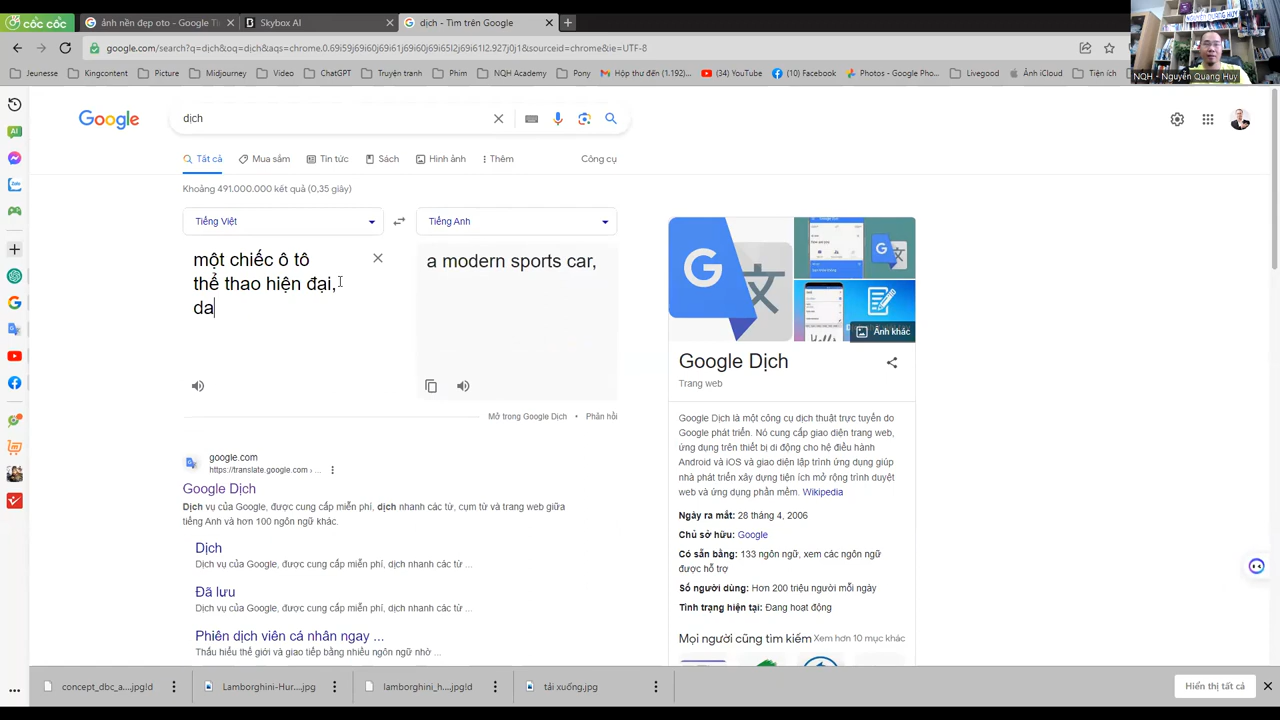 cốc cốc
ảnh nền đẹp oto - Google Tì
Skybox AI
dịch - Tìm trên Google
google.com/search?q=dịch&oq=dịch&aqs=chrome.0.69i59j69i60j69i61j69i60j69i65l2j69i61l2.927j0j1&sourceid=chrome&ie=UTF-8
Jeunesse
Kingcontent
Picture
Midjourney
Video
ChatGPT
Truyện tranh
Phim
NQH Academy
Pony
Hộp thư đến (1.192)...
(34) YouTube
(10) Facebook
Photos - Google Pho...
Livegood
Ảnh iCloud
Tiện ích
NGUYỄN QUANG HUY
NQH - Nguyễn Quang Huy
Google
dịch
Tất cả
Mua sắm
Tin tức
Sách
Hình ảnh
Thêm
Công cụ
Khoảng 491.000.000 kết quả (0,35 giây)
Tiếng Việt
Tiếng Anh
một chiếc ô tô
thể thao hiện đại,
da
a modern sports car,
Mở trong Google Dịch • Phản hồi
google.com
https://translate.google.com › ...
Google Dịch
Dịch vụ của Google, được cung cấp miễn phí, dịch nhanh các từ, cụm từ và trang web giữa
tiếng Anh và hơn 100 ngôn ngữ khác.
Dịch
Dịch vụ của Google, được cung cấp miễn phí, dịch nhanh các từ ...
Đã lưu
Dịch vụ của Google, được cung cấp miễn phí, dịch nhanh các từ ...
Phiên dịch viên cá nhân ngay ...
Thấu hiểu thế giới và giao tiếp bằng nhiều ngôn ngữ nhờ ...
Ảnh khác
Google Dịch
Trang web
Google Dịch là một công cụ dịch thuật trực tuyến do
Google phát triển. Nó cung cấp giao diện trang web,
ứng dụng trên thiết bị di động cho hệ điều hành
Android và iOS và giao diện lập trình ứng dụng giúp
nhà phát triển xây dựng tiện ích mở rộng trình duyệt
web và ứng dụng phần mềm. Wikipedia
Ngày ra mắt: 28 tháng 4, 2006
Chủ sở hữu: Google
Có sẵn bằng: 133 ngôn ngữ, xem các ngôn ngữ
được hỗ trợ
Số người dùng: Hơn 200 triệu người mỗi ngày
Tình trạng hiện tại: Đang hoạt động
Mọi người cũng tìm kiếm
Xem hơn 10 mục khác
concept_dbc_a....jpgld
Lamborghini-Hur....jpg
lamborghini_h....jpgld
tải xuống.jpg
Hiển thị tất cả